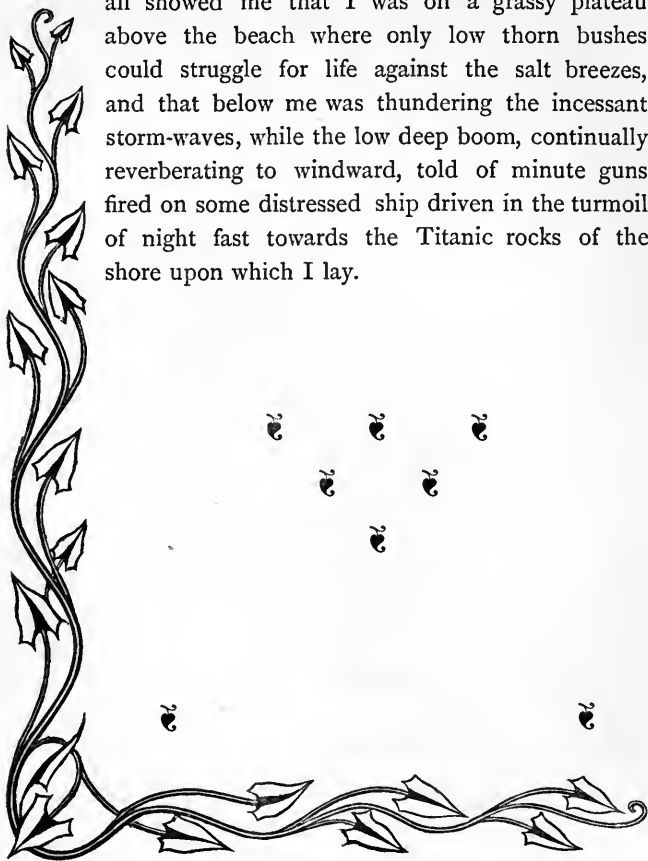 all showed me that I was on a grassy plateau
above the beach where only low thorn bushes
could struggle for life against the salt breezes,
and that below me was thundering the incessant
storm-waves, while the low deep boom, continually
reverberating to windward, told of minute guns
fired on some distressed ship driven in the turmoil
of night fast towards the Titanic rocks of the
shore upon which I lay.